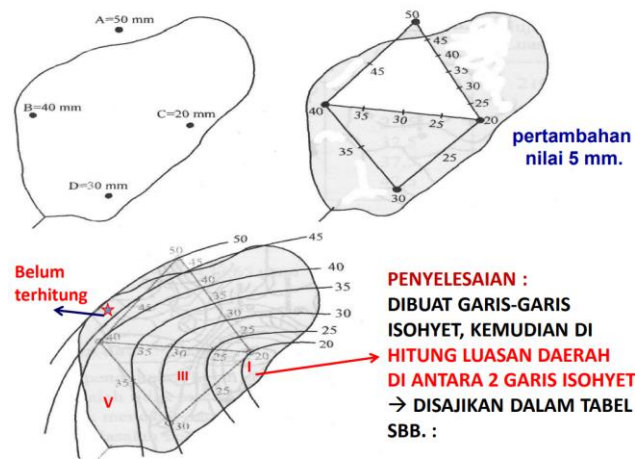 A=50 mm
B=40 mm
C=20 mm
D=30 mm
50
45
40
35
30
25
20
45
40
35
30
25
35
25
30
pertambahan
nilai 5 mm.
Belum
terhitung
50
45
40
35
30
20
50
45
45
40
35
30
25
40
35
30
25
20
35
25
30
I
III
V
PENYELESAIAN :
DIBUAT GARIS-GARIS
ISOHYET, KEMUDIAN DI
HITUNG LUASAN DAERAH
DI ANTARA 2 GARIS ISOHYET
→ DISAJIKAN DALAM TABEL
SBB. :